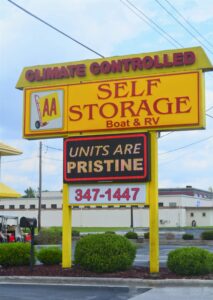 CLIMATE CONTROLLED
AA
SELF
STORAGE
Boat & RV
UNITS ARE
PRISTINE
347-1447